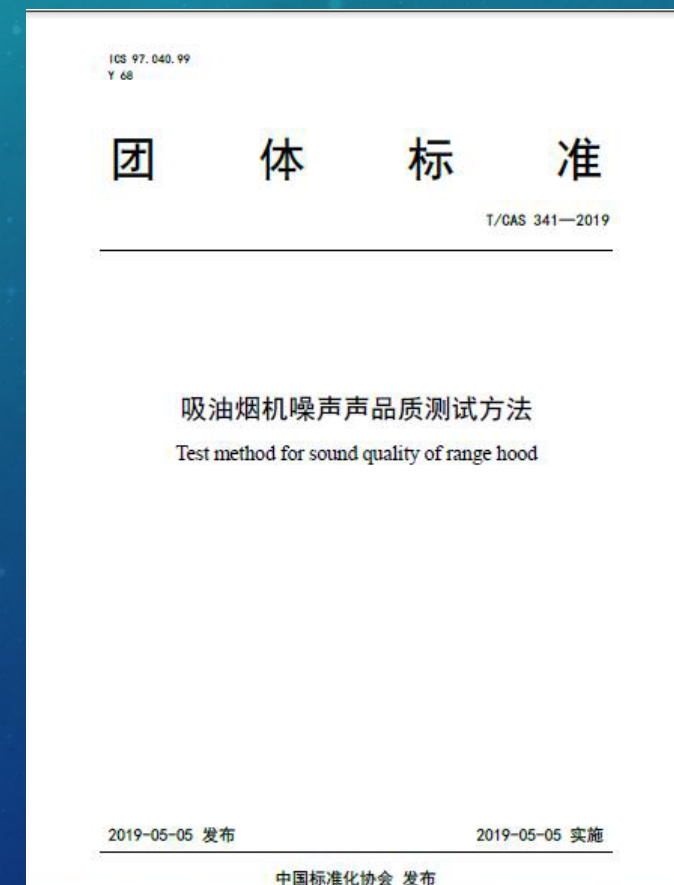 ICS 97.040.99
Y 68
团体标准
T/CAS 341—2019
吸油烟机噪声声品质测试方法
Test method for sound quality of range hood
2019-05-05 发布
2019-05-05 实施
中国标准化协会 发布